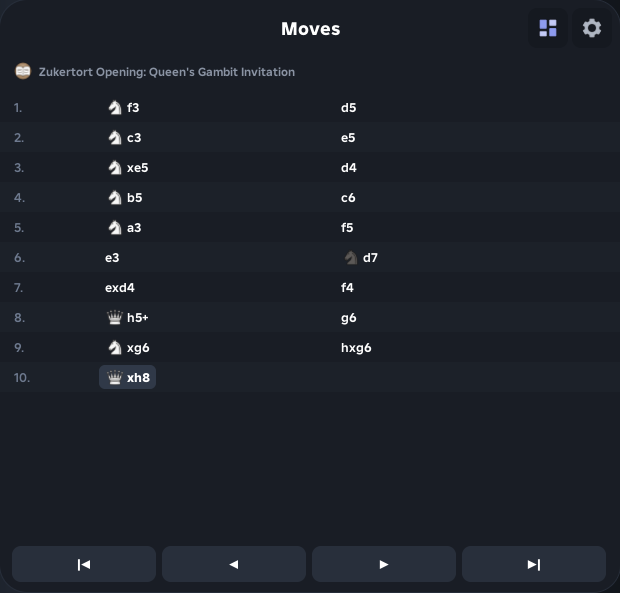 Moves
Zukertort Opening: Queen's Gambit Invitation
1. ♘ f3 d5
2. ♘ c3 e5
3. ♘ xe5 d4
4. ♘ b5 c6
5. ♘ a3 f5
6. e3 ♞ d7
7. exd4 f4
8. ♕ h5+ g6
9. ♘ xg6 hxg6
10. ♕ xh8